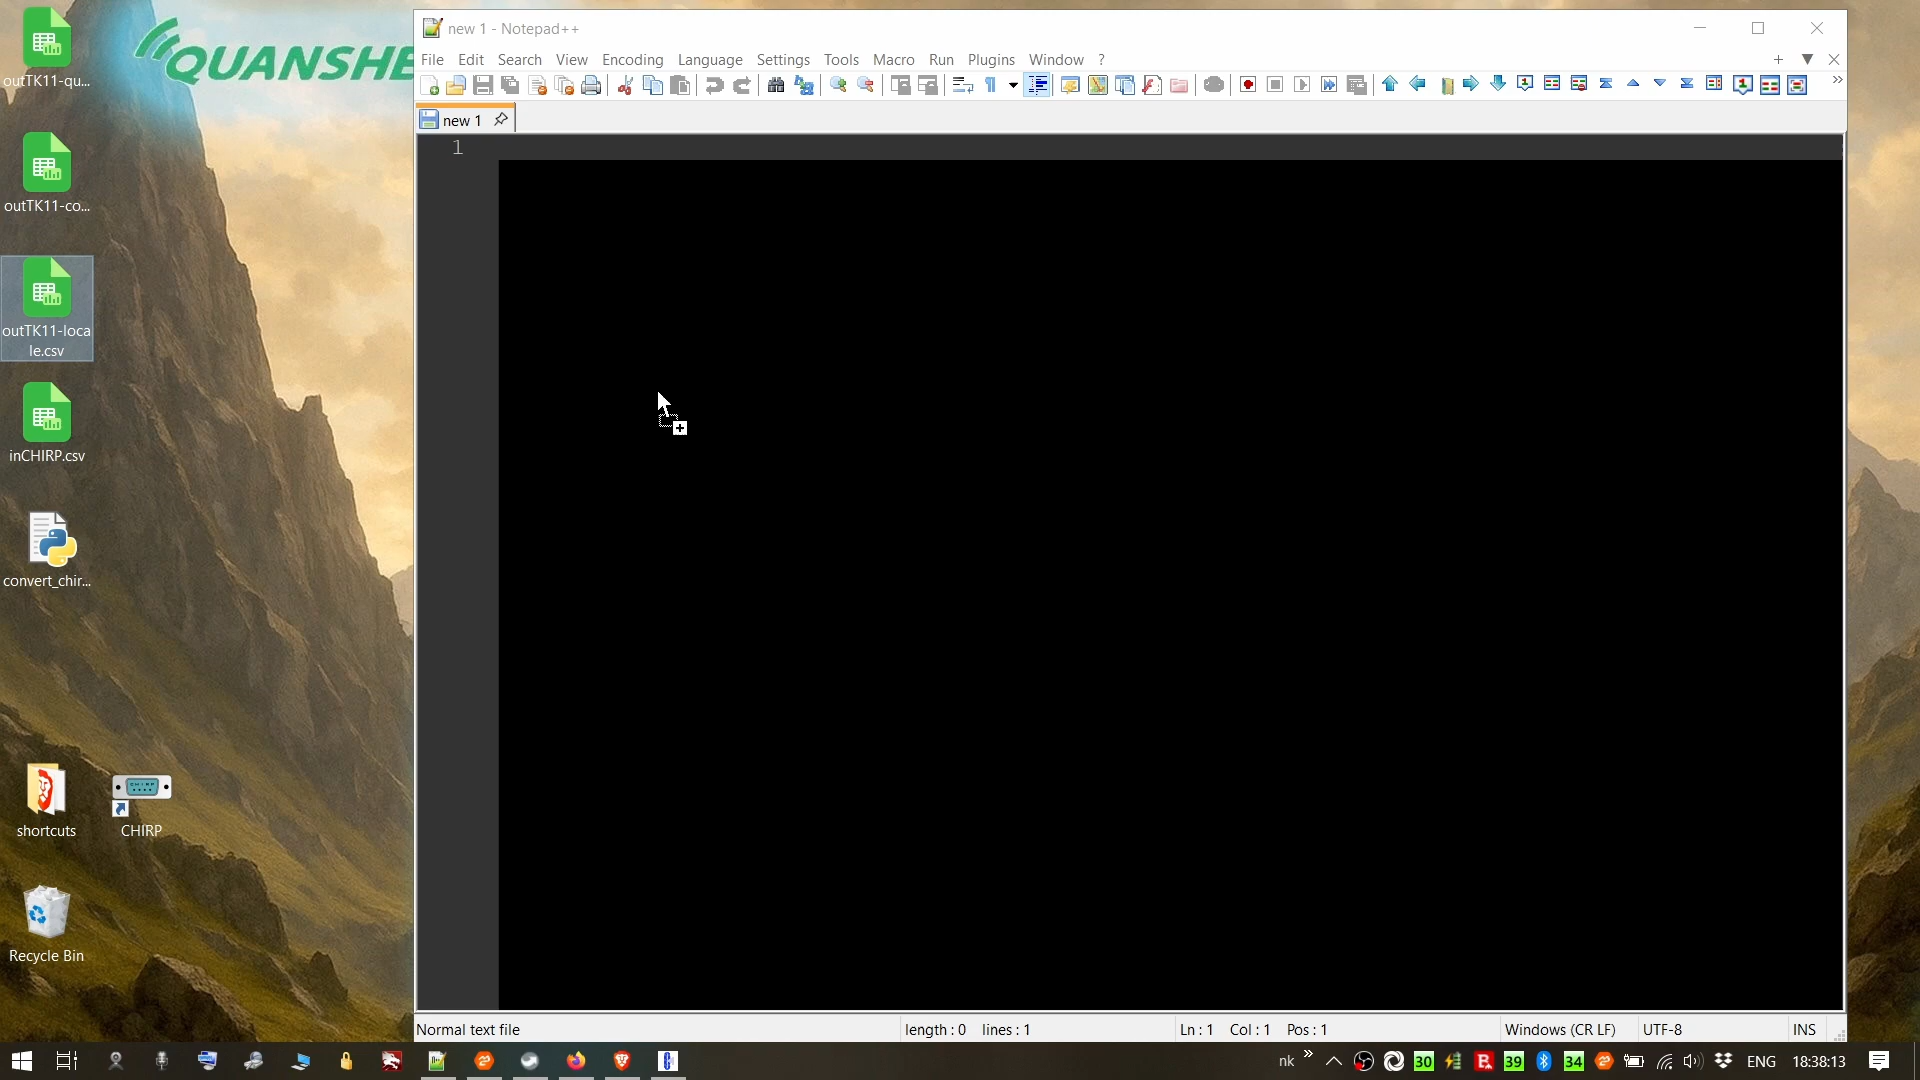 outTK11-qu...
outTK11-co...
outTK11-loca
le.csv
inCHIRP.csv
convert_chir...
shortcuts
CHIRP
Recycle Bin
QUANSHE
new 1 - Notepad++
File Edit Search View Encoding Language Settings Tools Macro Run Plugins Window ?
new 1
1
Normal text file
length : 0 lines : 1
Ln : 1 Col : 1 Pos : 1
Windows (CR LF)
UTF-8
INS
nk
30
39
34
ENG
18:38:13